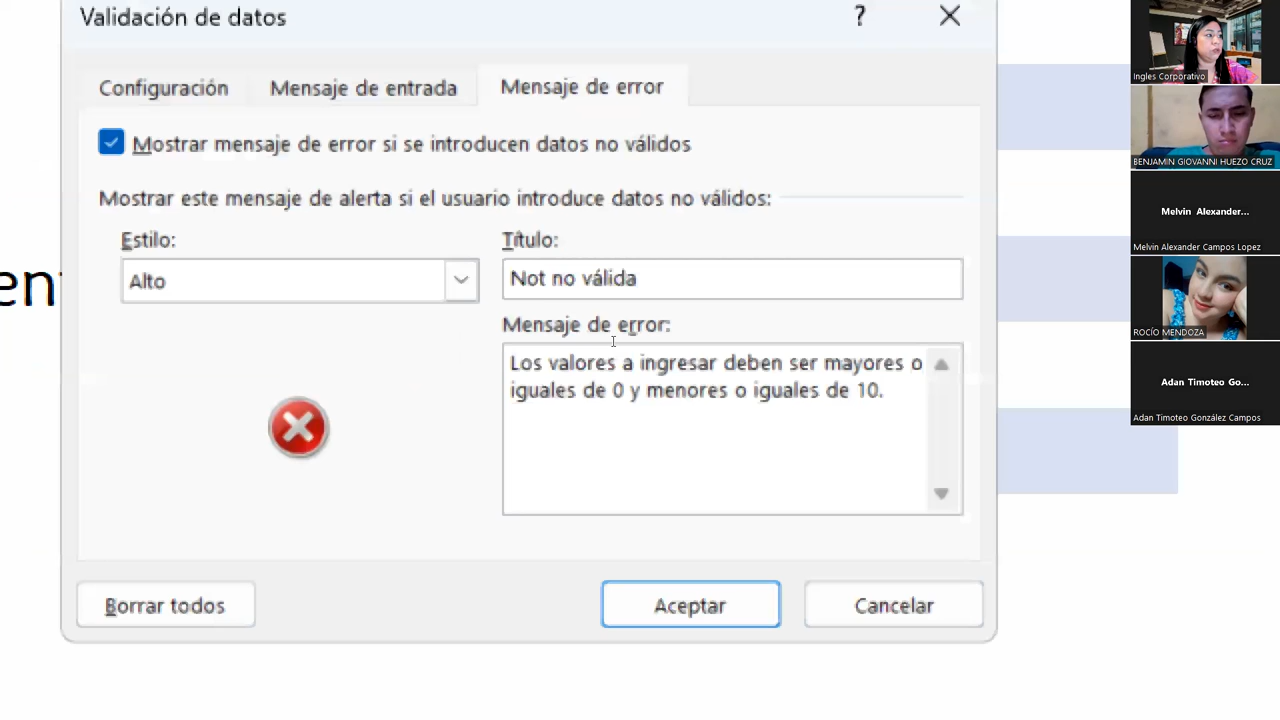 Validación de datos
?
Configuración
Mensaje de entrada
Mensaje de error
Mostrar mensaje de error si se introducen datos no válidos
Mostrar este mensaje de alerta si el usuario introduce datos no válidos:
Estilo:
Alto
Título:
Not no válida
Mensaje de error:
Los valores a ingresar deben ser mayores o
iguales de 0 y menores o iguales de 10.
Borrar todos
Aceptar
Cancelar
Ingles Corporativo
BENJAMIN GIOVANNI HUEZO CRUZ
Melvin Alexander...
Melvin Alexander Campos Lopez
ROCÍO MENDOZA
Adan Timoteo Go...
Adan Timoteo González Campos